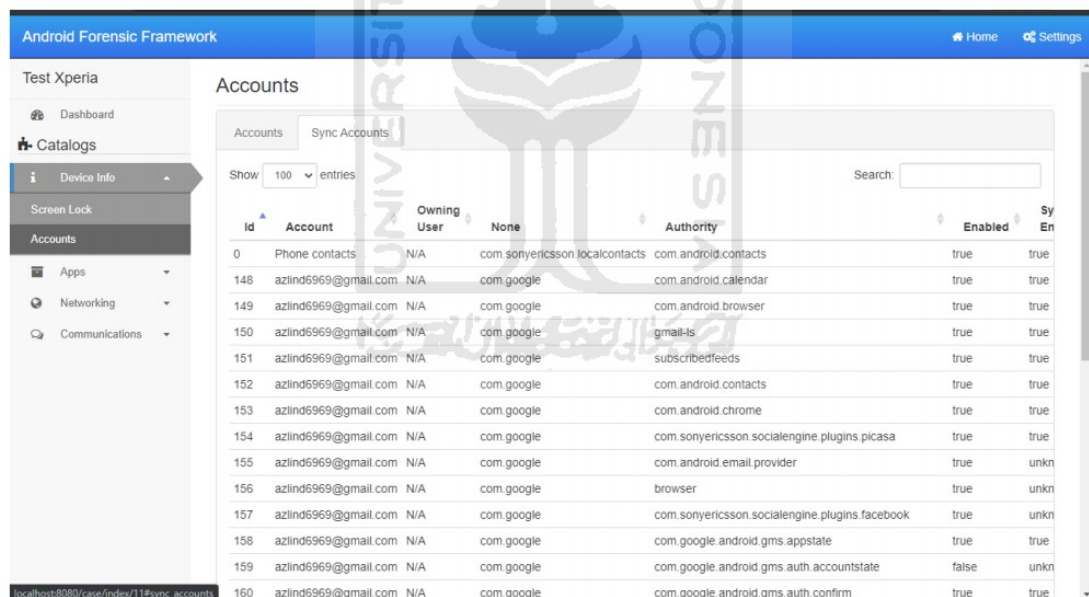 Android Forensic Framework
Home
Settings
Test Xperia
Dashboard
Catalogs
Device Info
Screen Lock
Accounts
Apps
Networking
Communications
Accounts
Accounts Sync Accounts
Show 100 entries Search:
Id Account Owning User None Authority Enabled Sy En
0 Phone contacts N/A com.sonyericsson.localcontacts com.android.contacts true true
148 azlind6969@gmail.com N/A com.google com.android.calendar true true
149 azlind6969@gmail.com N/A com.google com.android.browser true true
150 azlind6969@gmail.com N/A com.google gmail-ls true true
151 azlind6969@gmail.com N/A com.google subscribedfeeds true true
152 azlind6969@gmail.com N/A com.google com.android.contacts true true
153 azlind6969@gmail.com N/A com.google com.android.chrome true true
154 azlind6969@gmail.com N/A com.google com.sonyericsson.socialengine.plugins.picasa true true
155 azlind6969@gmail.com N/A com.google com.android.email.provider true unkn
156 azlind6969@gmail.com N/A com.google browser true unkn
157 azlind6969@gmail.com N/A com.google com.sonyericsson.socialengine.plugins.facebook true unkn
158 azlind6969@gmail.com N/A com.google com.google.android.gms.appstate true true
159 azlind6969@gmail.com N/A com.google com.google.android.gms.auth.accountstate false unkn
160 azlind6969@gmail.com N/A com.google com.google.android.gms.auth.confirm true true
localhost:8080/case/index/11#sync_accounts